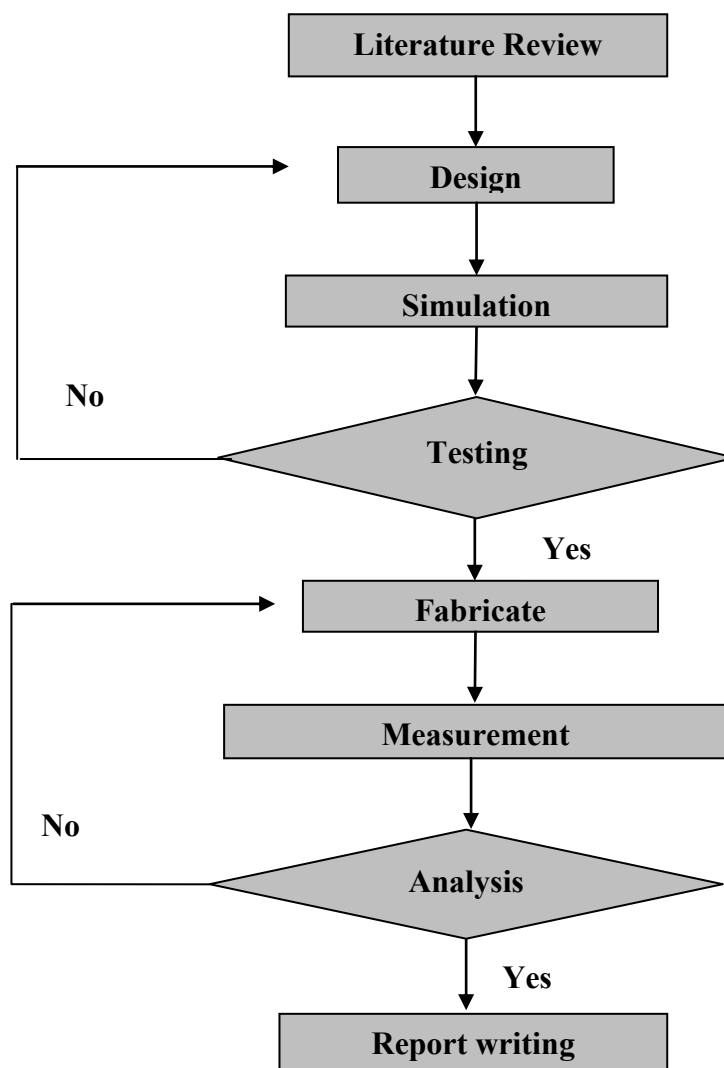 Literature Review
Design
Simulation
No
Testing
Yes
Fabricate
Measurement
No
Analysis
Yes
Report writing